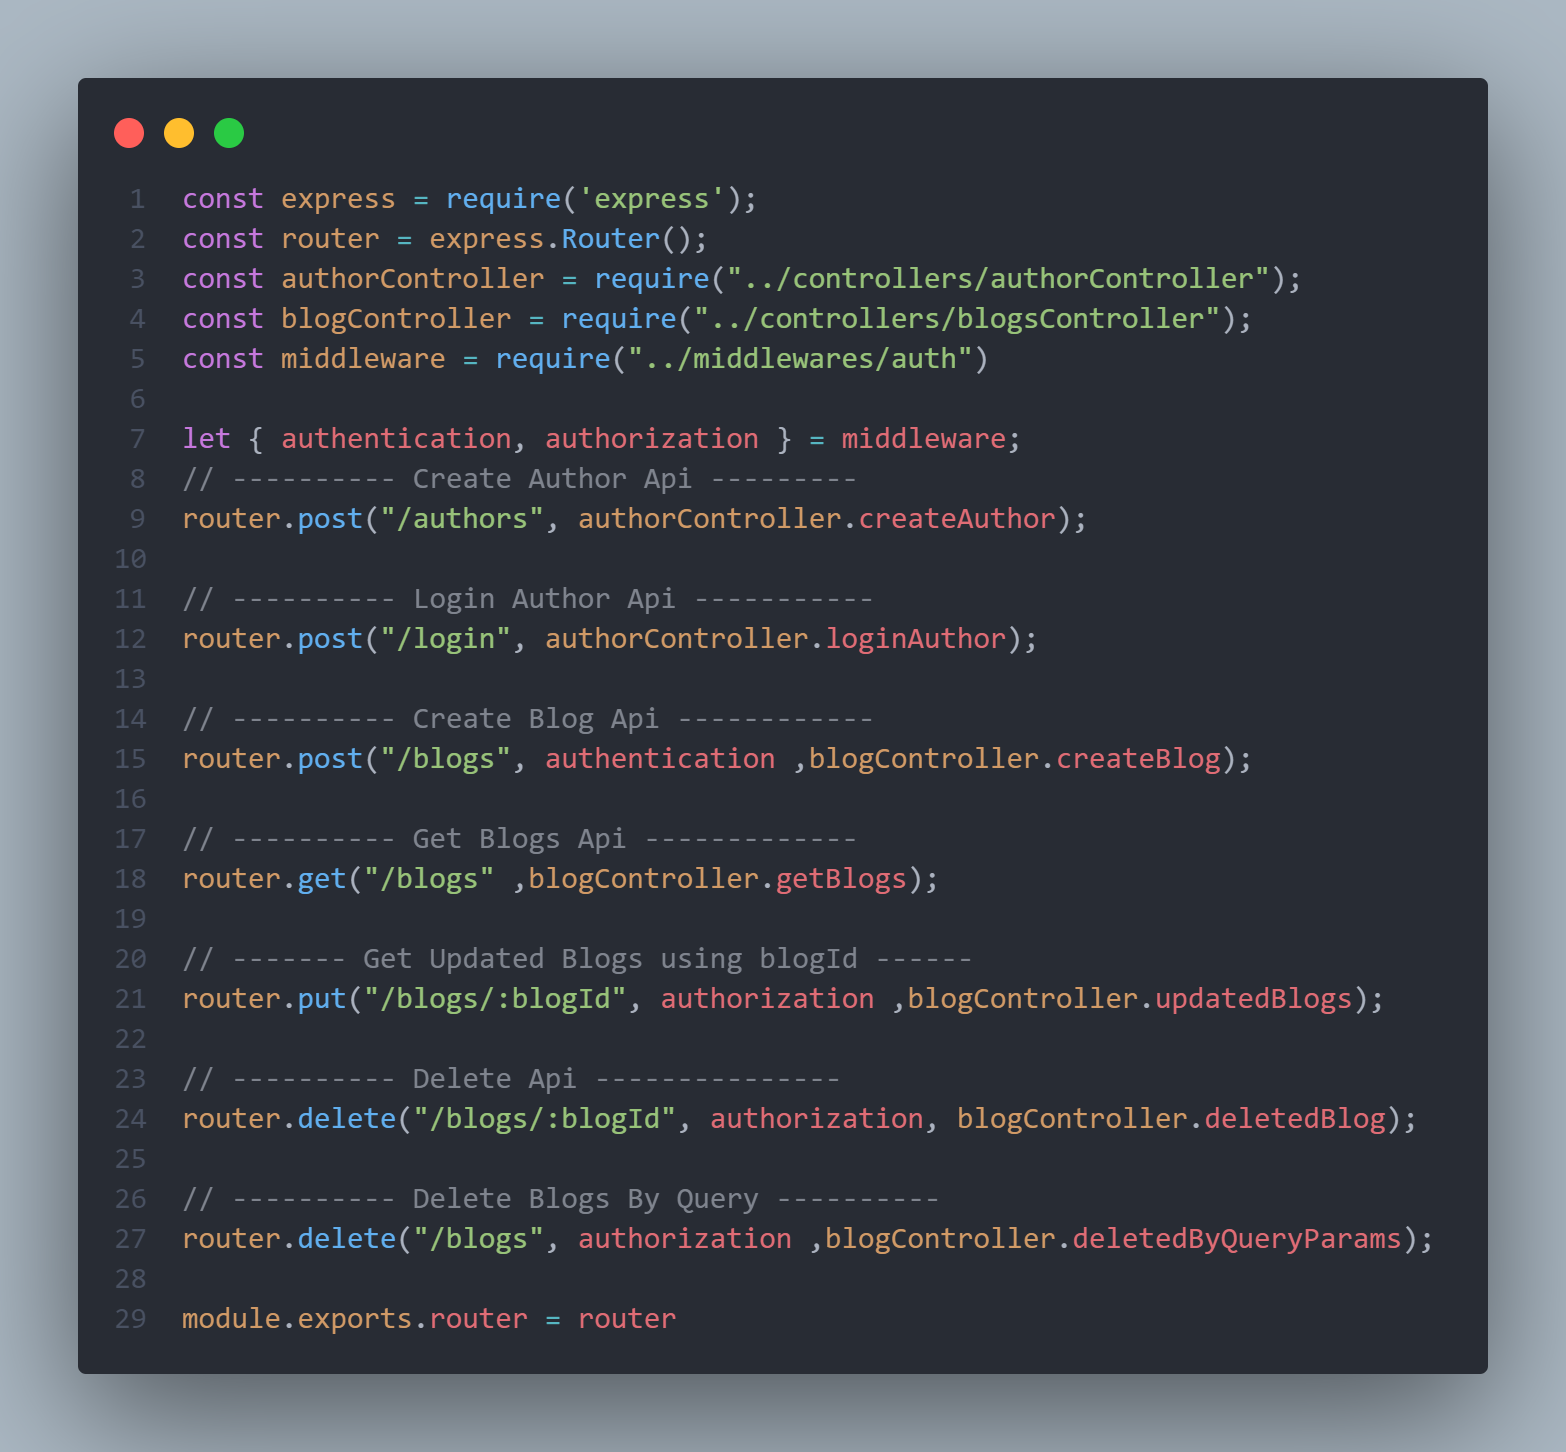 1 const express = require('express');
2 const router = express.Router();
3 const authorController = require("../controllers/authorController");
4 const blogController = require("../controllers/blogsController");
5 const middleware = require("../middlewares/auth")
6
7 let { authentication, authorization } = middleware;
8 // ---------- Create Author Api ---------
9 router.post("/authors", authorController.createAuthor);
10
11 // ---------- Login Author Api -----------
12 router.post("/login", authorController.loginAuthor);
13
14 // ---------- Create Blog Api ------------
15 router.post("/blogs", authentication ,blogController.createBlog);
16
17 // ---------- Get Blogs Api -------------
18 router.get("/blogs" ,blogController.getBlogs);
19
20 // ------- Get Updated Blogs using blogId ------
21 router.put("/blogs/:blogId", authorization ,blogController.updatedBlogs);
22
23 // ---------- Delete Api ---------------
24 router.delete("/blogs/:blogId", authorization, blogController.deletedBlog);
25
26 // ---------- Delete Blogs By Query ----------
27 router.delete("/blogs", authorization ,blogController.deletedByQueryParams);
28
29 module.exports.router = router